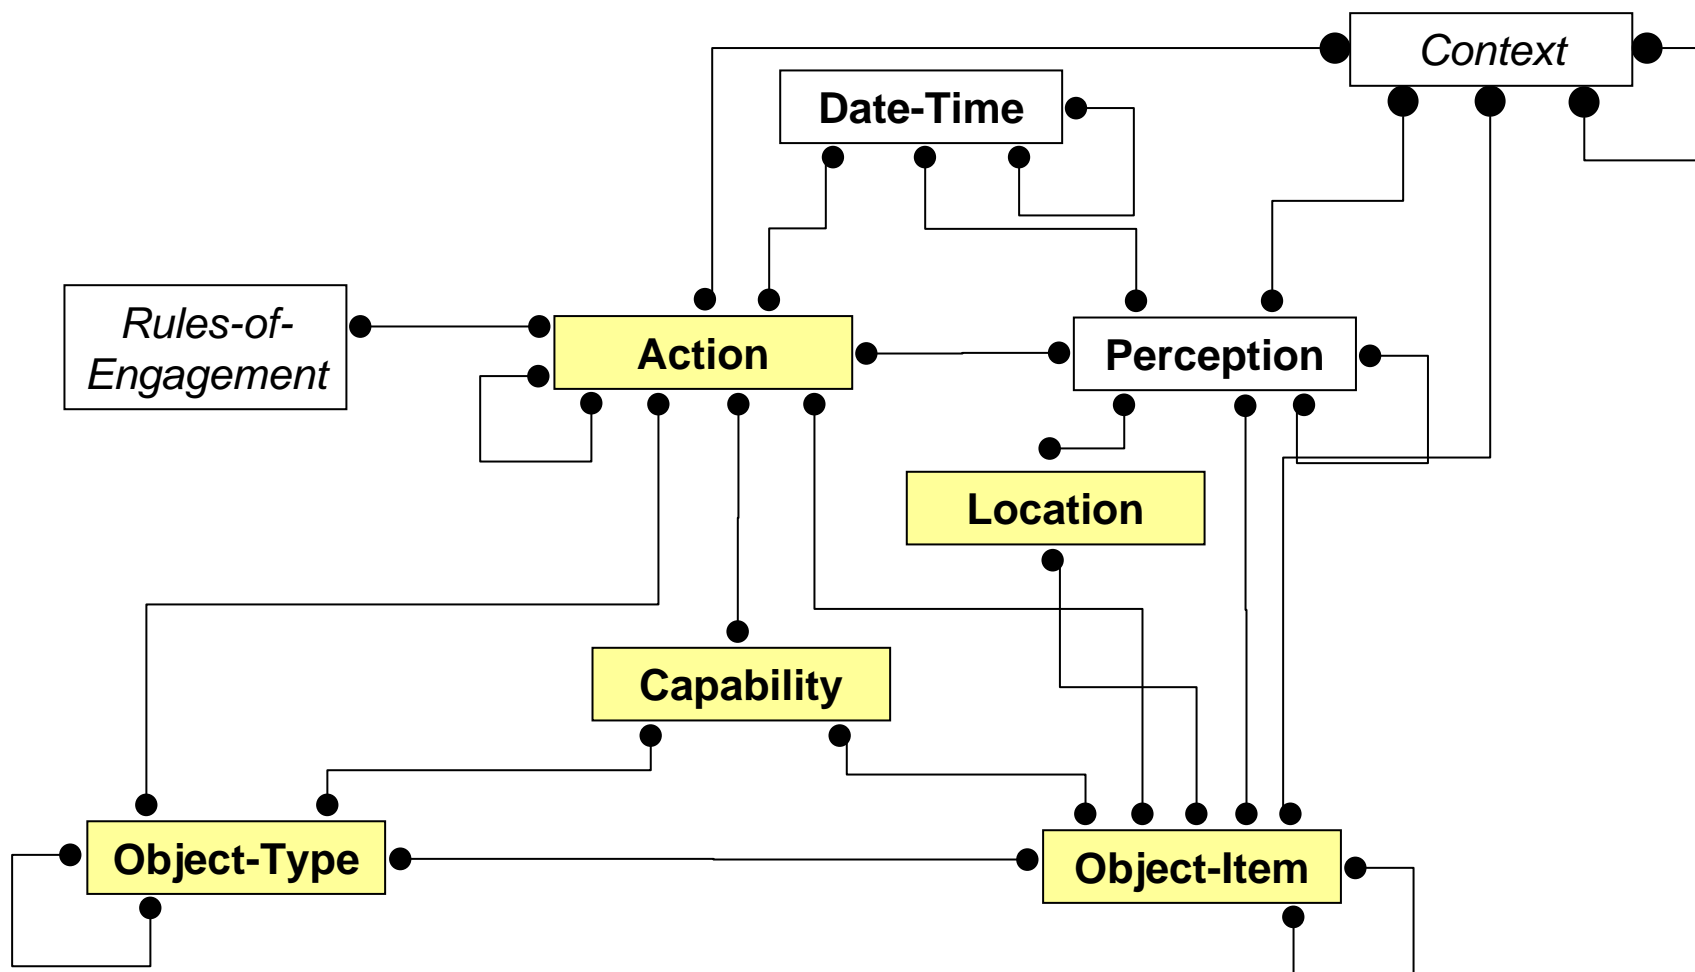 Context
Date-Time
Rules-of-
Engagement
Action
Perception
Location
Capability
Object-Type
Object-Item